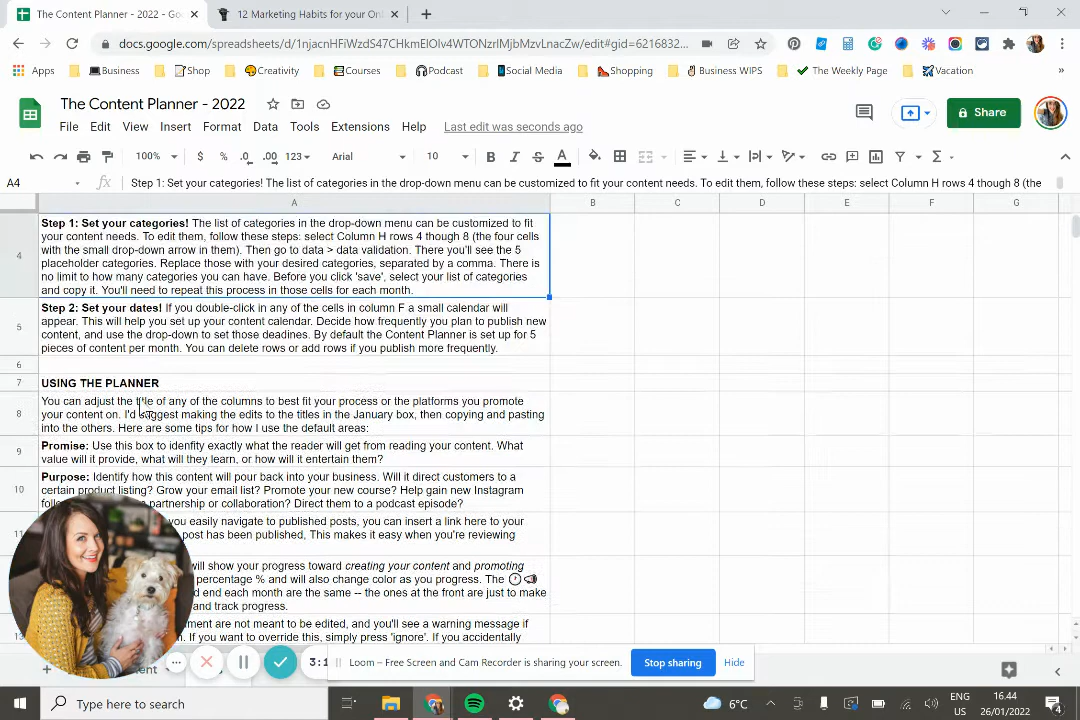 The Content Planner - 2022 - Go
12 Marketing Habits for your On
docs.google.com/spreadsheets/d/1njacnHFiWzdS47CHkmEIOlv4WTONzrIMjbMzvLnacZw/edit#gid=6216832...
Apps
Business
Shop
Creativity
Courses
Podcast
Social Media
Shopping
Business WIPS
The Weekly Page
Vacation
»
The Content Planner - 2022
Share
File Edit View Insert Format Data Tools Extensions Help Last edit was seconds ago
100% $ % .0 .00 123 Arial 10 B I S A
A4 fx Step 1: Set your categories! The list of categories in the drop-down menu can be customized to fit your content needs. To edit them, follow these steps: select Column H rows 4 though 8 (the
A B C D E F G
4
Step 1: Set your categories! The list of categories in the drop-down menu can be customized to fit
your content needs. To edit them, follow these steps: select Column H rows 4 though 8 (the four cells
with the small drop-down arrow in them). Then go to data > data validation. There you'll see the 5
placeholder categories. Replace those with your desired categories, separated by a comma. There is
no limit to how many categories you can have. Before you click 'save', select your list of categories
and copy it. You'll need to repeat this process in those cells for each month.
5
Step 2: Set your dates! If you double-click in any of the cells in column F a small calendar will
appear. This will help you set up your content calendar. Decide how frequently you plan to publish new
content, and use the drop-down to set those deadines. By default the Content Planner is set up for 5
pieces of content per month. You can delete rows or add rows if you publish more frequently.
6
7 USING THE PLANNER
8
You can adjust the title of any of the columns to best fit your process or the platforms you promote
your content on. I'd suggest making the edits to the titles in the January box, then copying and pasting
into the others. Here are some tips for how I use the default areas:
9
Promise: Use this box to idenfity exactly what the reader will get from reading your content. What
value will it provide, what will they learn, or how will it entertain them?
10
Purpose: Identify how this content will pour back into your business. Will it direct customers to a
certain product listing? Grow your email list? Promote your new course? Help gain new Instagram
partnership or collaboration? Direct them to a podcast episode?
11
you easily navigate to published posts, you can insert a link here to your
post has been published, This makes it easy when you're reviewing
will show your progress toward creating your content and promoting
percentage % and will also change color as you progress. The
end each month are the same -- the ones at the front are just to make
and track progress.
are not meant to be edited, and you'll see a warning message if
If you want to override this, simply press 'ignore'. If you accidentally
3:1
Loom – Free Screen and Cam Recorder is sharing your screen.
Stop sharing
Hide
Type here to search
6°C
ENG
US
16.44
26/01/2022
4